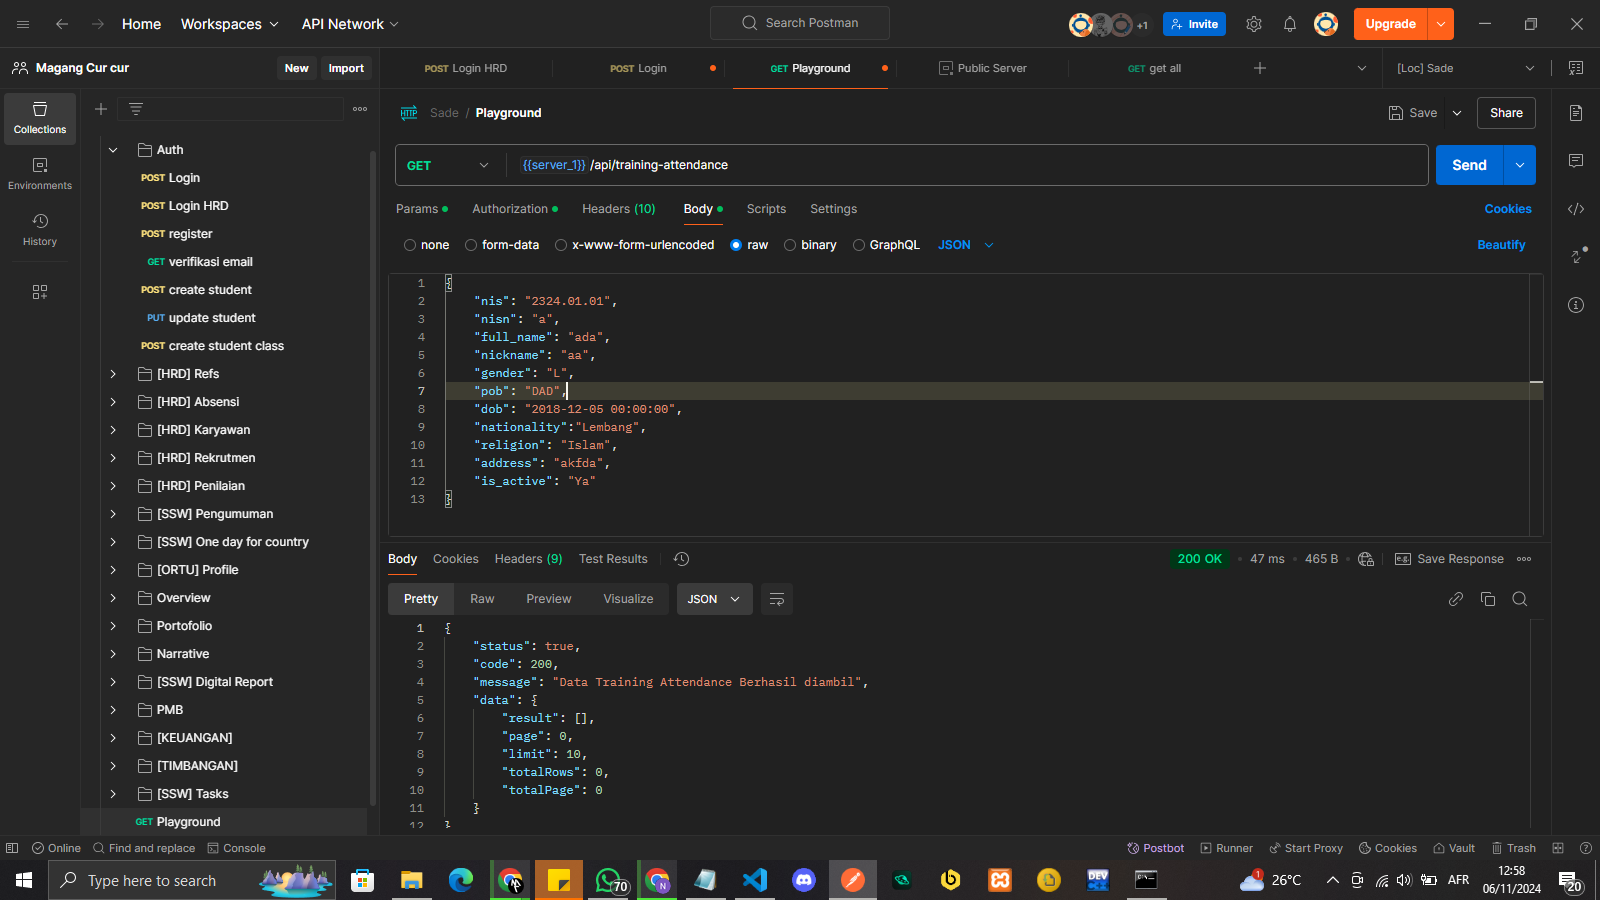 Home
Workspaces
API Network
Search Postman
+1
Invite
Upgrade
Magang Cur cur
New
Import
POST Login HRD
POST Login
GET Playground
Public Server
GET get all
[Loc] Sade
Collections
Environments
History
Auth
POST Login
POST Login HRD
POST register
GET verifikasi email
POST create student
PUT update student
POST create student class
[HRD] Refs
[HRD] Absensi
[HRD] Karyawan
[HRD] Rekrutmen
[HRD] Penilaian
[SSW] Pengumuman
[SSW] One day for country
[ORTU] Profile
Overview
Portofolio
Narrative
[SSW] Digital Report
PMB
[KEUANGAN]
[TIMBANGAN]
[SSW] Tasks
GET Playground
HTTP Sade / Playground
Save
Share
GET
{{server_1}} /api/training-attendance
Send
Params
Authorization
Headers (10)
Body
Scripts
Settings
Cookies
none
form-data
x-www-form-urlencoded
raw
binary
GraphQL
JSON
Beautify
1 {
2 "nis": "2324.01.01",
3 "nisn": "a",
4 "full_name": "ada",
5 "nickname": "aa",
6 "gender": "L",
7 "pob": "DAD",
8 "dob": "2018-12-05 00:00:00",
9 "nationality":"Lembang",
10 "religion": "Islam",
11 "address": "akfda",
12 "is_active": "Ya"
13 }
Body
Cookies
Headers (9)
Test Results
200 OK
47 ms
465 B
e.g. Save Response
Pretty
Raw
Preview
Visualize
JSON
1 {
2 "status": true,
3 "code": 200,
4 "message": "Data Training Attendance Berhasil diambil",
5 "data": {
6 "result": [],
7 "page": 0,
8 "limit": 10,
9 "totalRows": 0,
10 "totalPage": 0
11 }
12 }
Online
Find and replace
Console
Postbot
Runner
Start Proxy
Cookies
Vault
Trash
Type here to search
70
N
DEV
1
26°C
AFR
12:58
06/11/2024
20